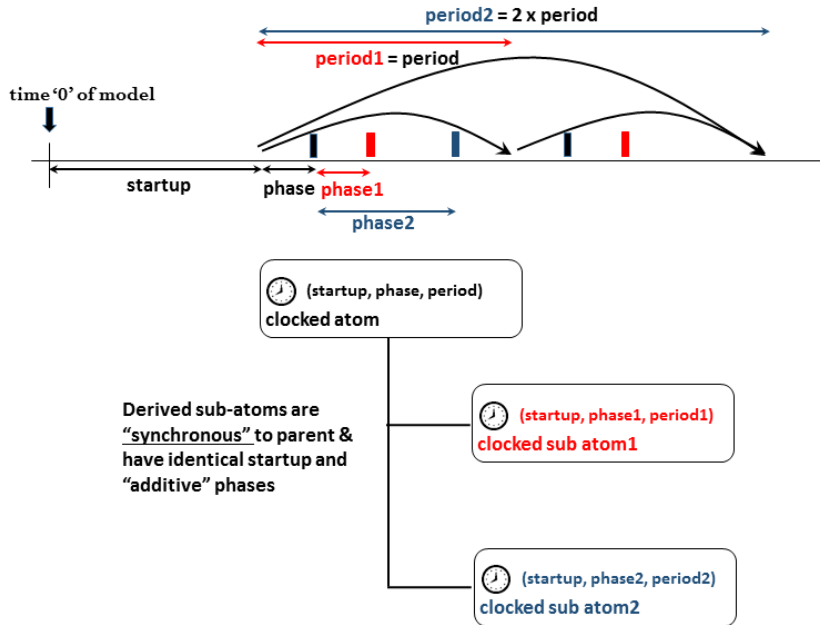 period2 = 2 x period
period1 = period
time ‘0’ of model
startup
phase
phase1
phase2
(startup, phase, period)
clocked atom
Derived sub-atoms are
“synchronous” to parent &
have identical startup and
“additive” phases
(startup, phase1, period1)
clocked sub atom1
(startup, phase2, period2)
clocked sub atom2